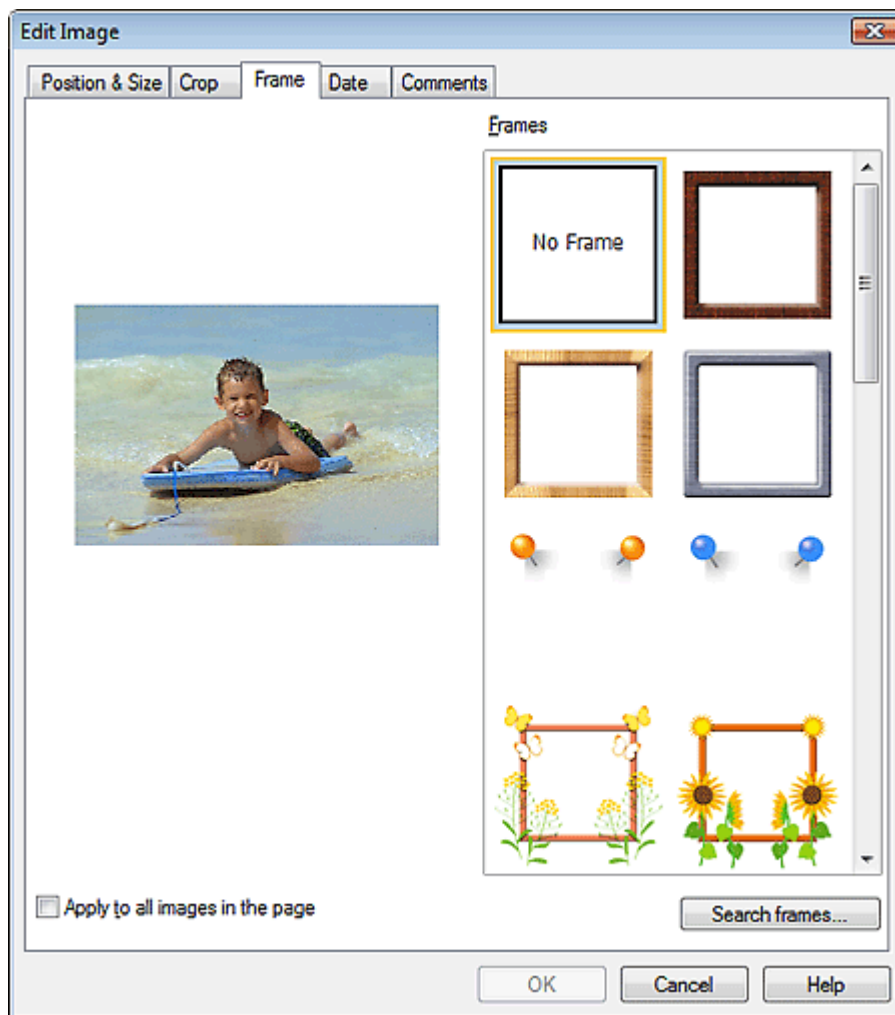 Edit Image
Position & Size Crop Frame Date Comments
Frames
No Frame
Apply to all images in the page
Search frames...
OK Cancel Help